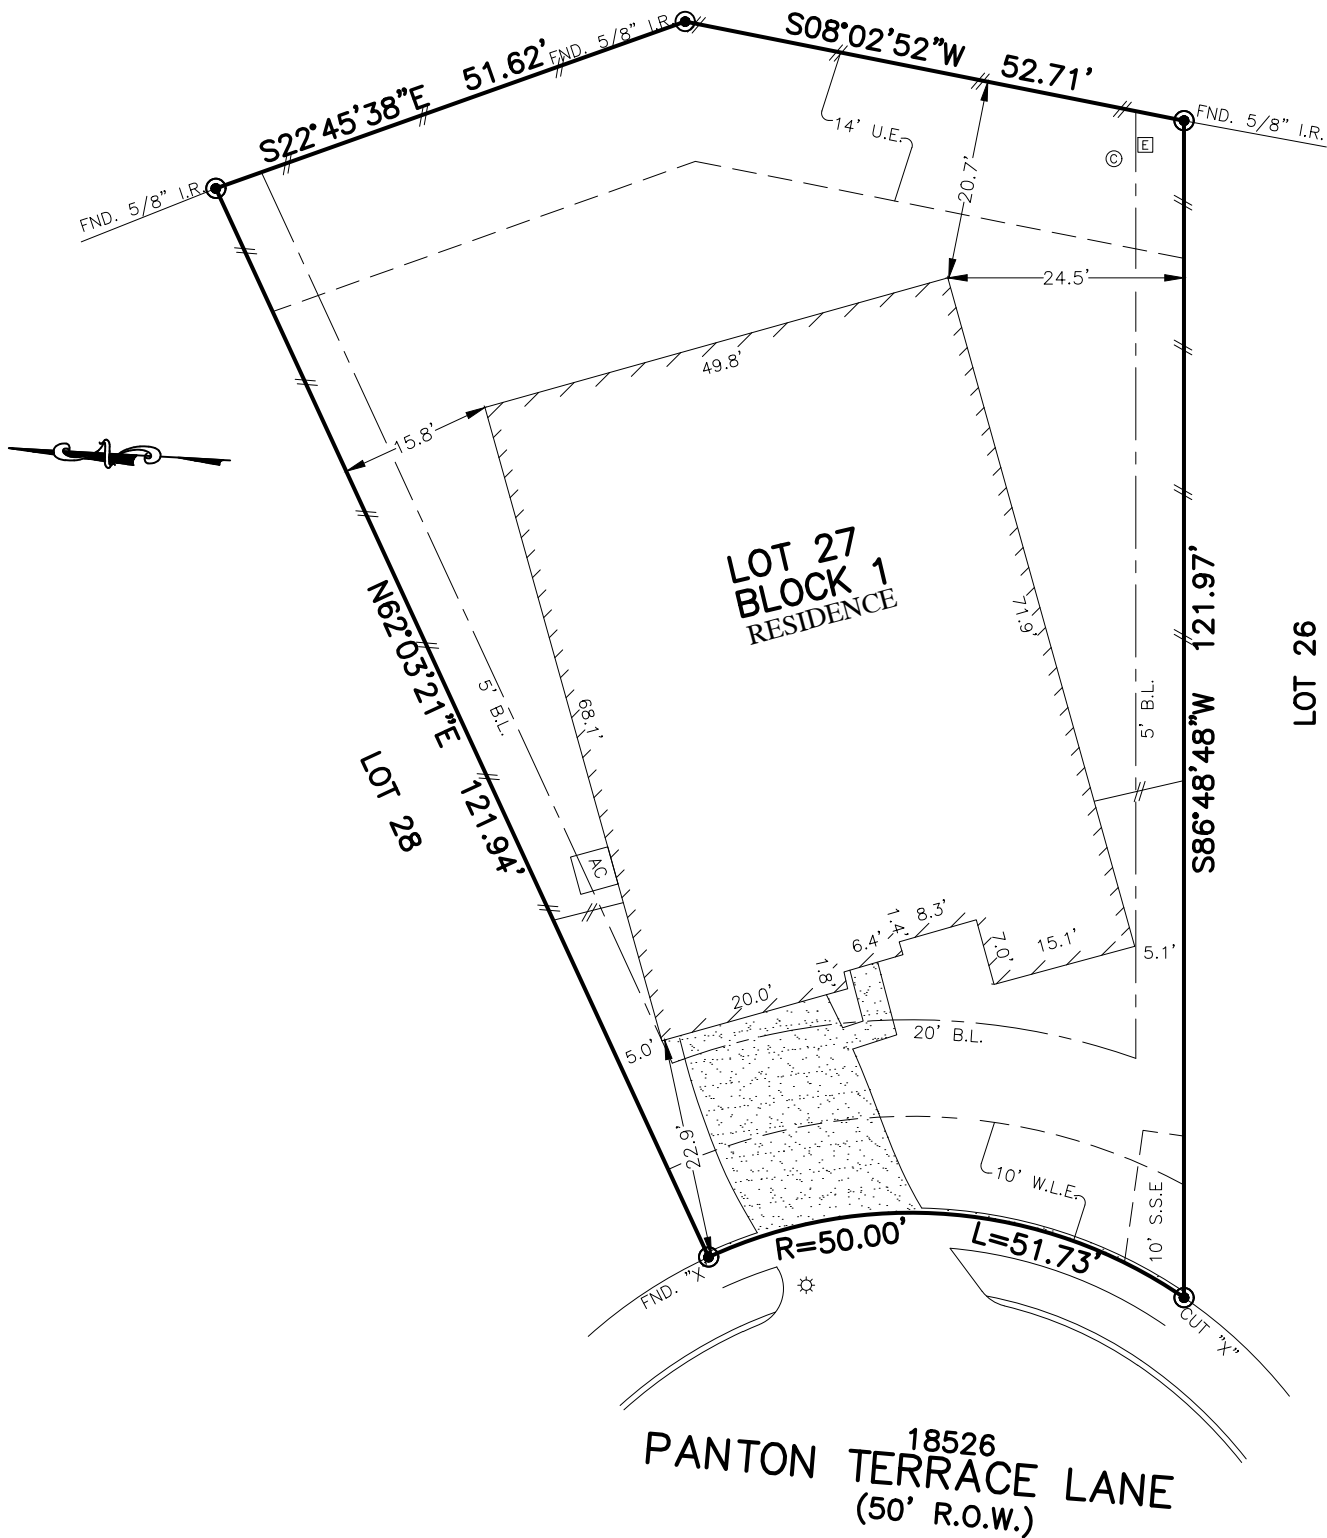 S22°45'38"E 51.62'
FND. 5/8" I.R.
S08°02'52"W 52.71'
FND. 5/8" I.R.
FND. 5/8" I.R.
14' U.E.
E
C
20.7'
24.5'
49.8'
15.8'
LOT 27
BLOCK 1
RESIDENCE
71.9'
68.1'
N62°03'21"E 121.94'
5' B.L.
LOT 28
S86°48'48"W 121.97'
5' B.L.
LOT 26
AC
1.4'
8.3'
6.4'
7.0'
15.1'
5.1'
1.8'
20.0'
5.0'
20' B.L.
22.9'
10' W.L.E.
10' S.S.E
R=50.00' L=51.73'
FND. "X"
CUT "X"
18526
PANTON TERRACE LANE
(50' R.O.W.)